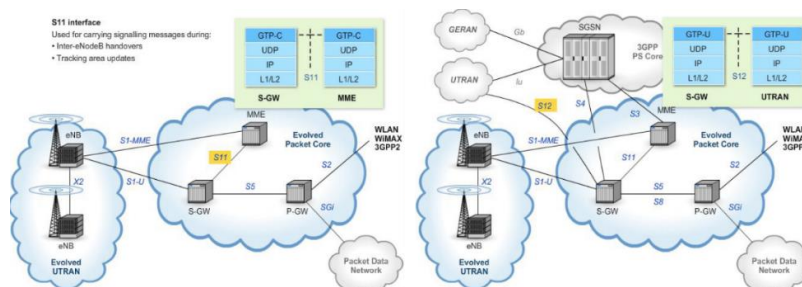 S11 interface
Used for carrying signalling messages during:
• Inter-eNodeB handovers
• Tracking area updates
GTP-C GTP-C
UDP UDP
IP IP
L1/L2 S11 L1/L2
S-GW MME
MME
eNB
S1-MME
Evolved Packet Core
WLAN
WiMAX
3GPP2
S11
S2
X2
S1-U
S5
S-GW
P-GW
SGi
eNB
Evolved
UTRAN
Packet Data
Network
GERAN
Gb
SGSN
3GPP
PS Core
UTRAN
Iu
GTP-U GTP-U
UDP UDP
IP IP
L1/L2 S12 L1/L2
S-GW UTRAN
S12
S4
S3
MME
eNB
S1-MME
Evolved
Packet Core
WLAN
WiMA
3GPP
S11
S2
X2
S1-U
S5
S8
S-GW
P-GW
SGi
eNB
Evolved
UTRAN
Packet Data
Network